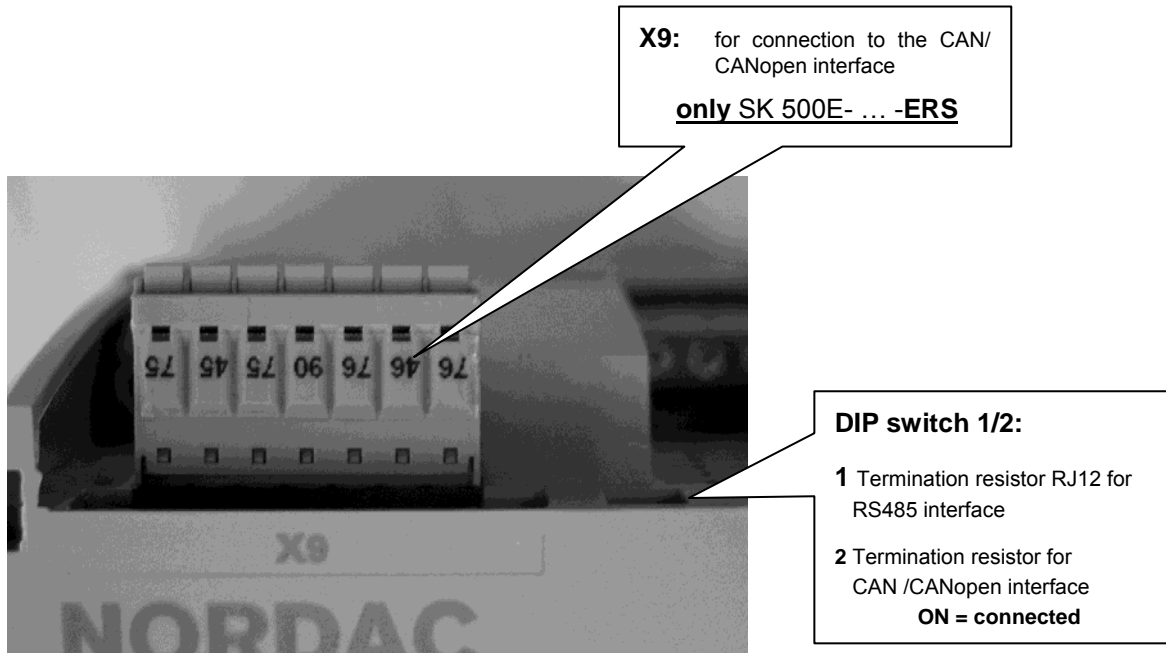 X9: for connection to the CAN/
CANopen interface
only SK 500E- … -ERS
75 45 75 90 76 46 76
X9
NORDAC
DIP switch 1/2:
1 Termination resistor RJ12 for
RS485 interface
2 Termination resistor for
CAN /CANopen interface
ON = connected